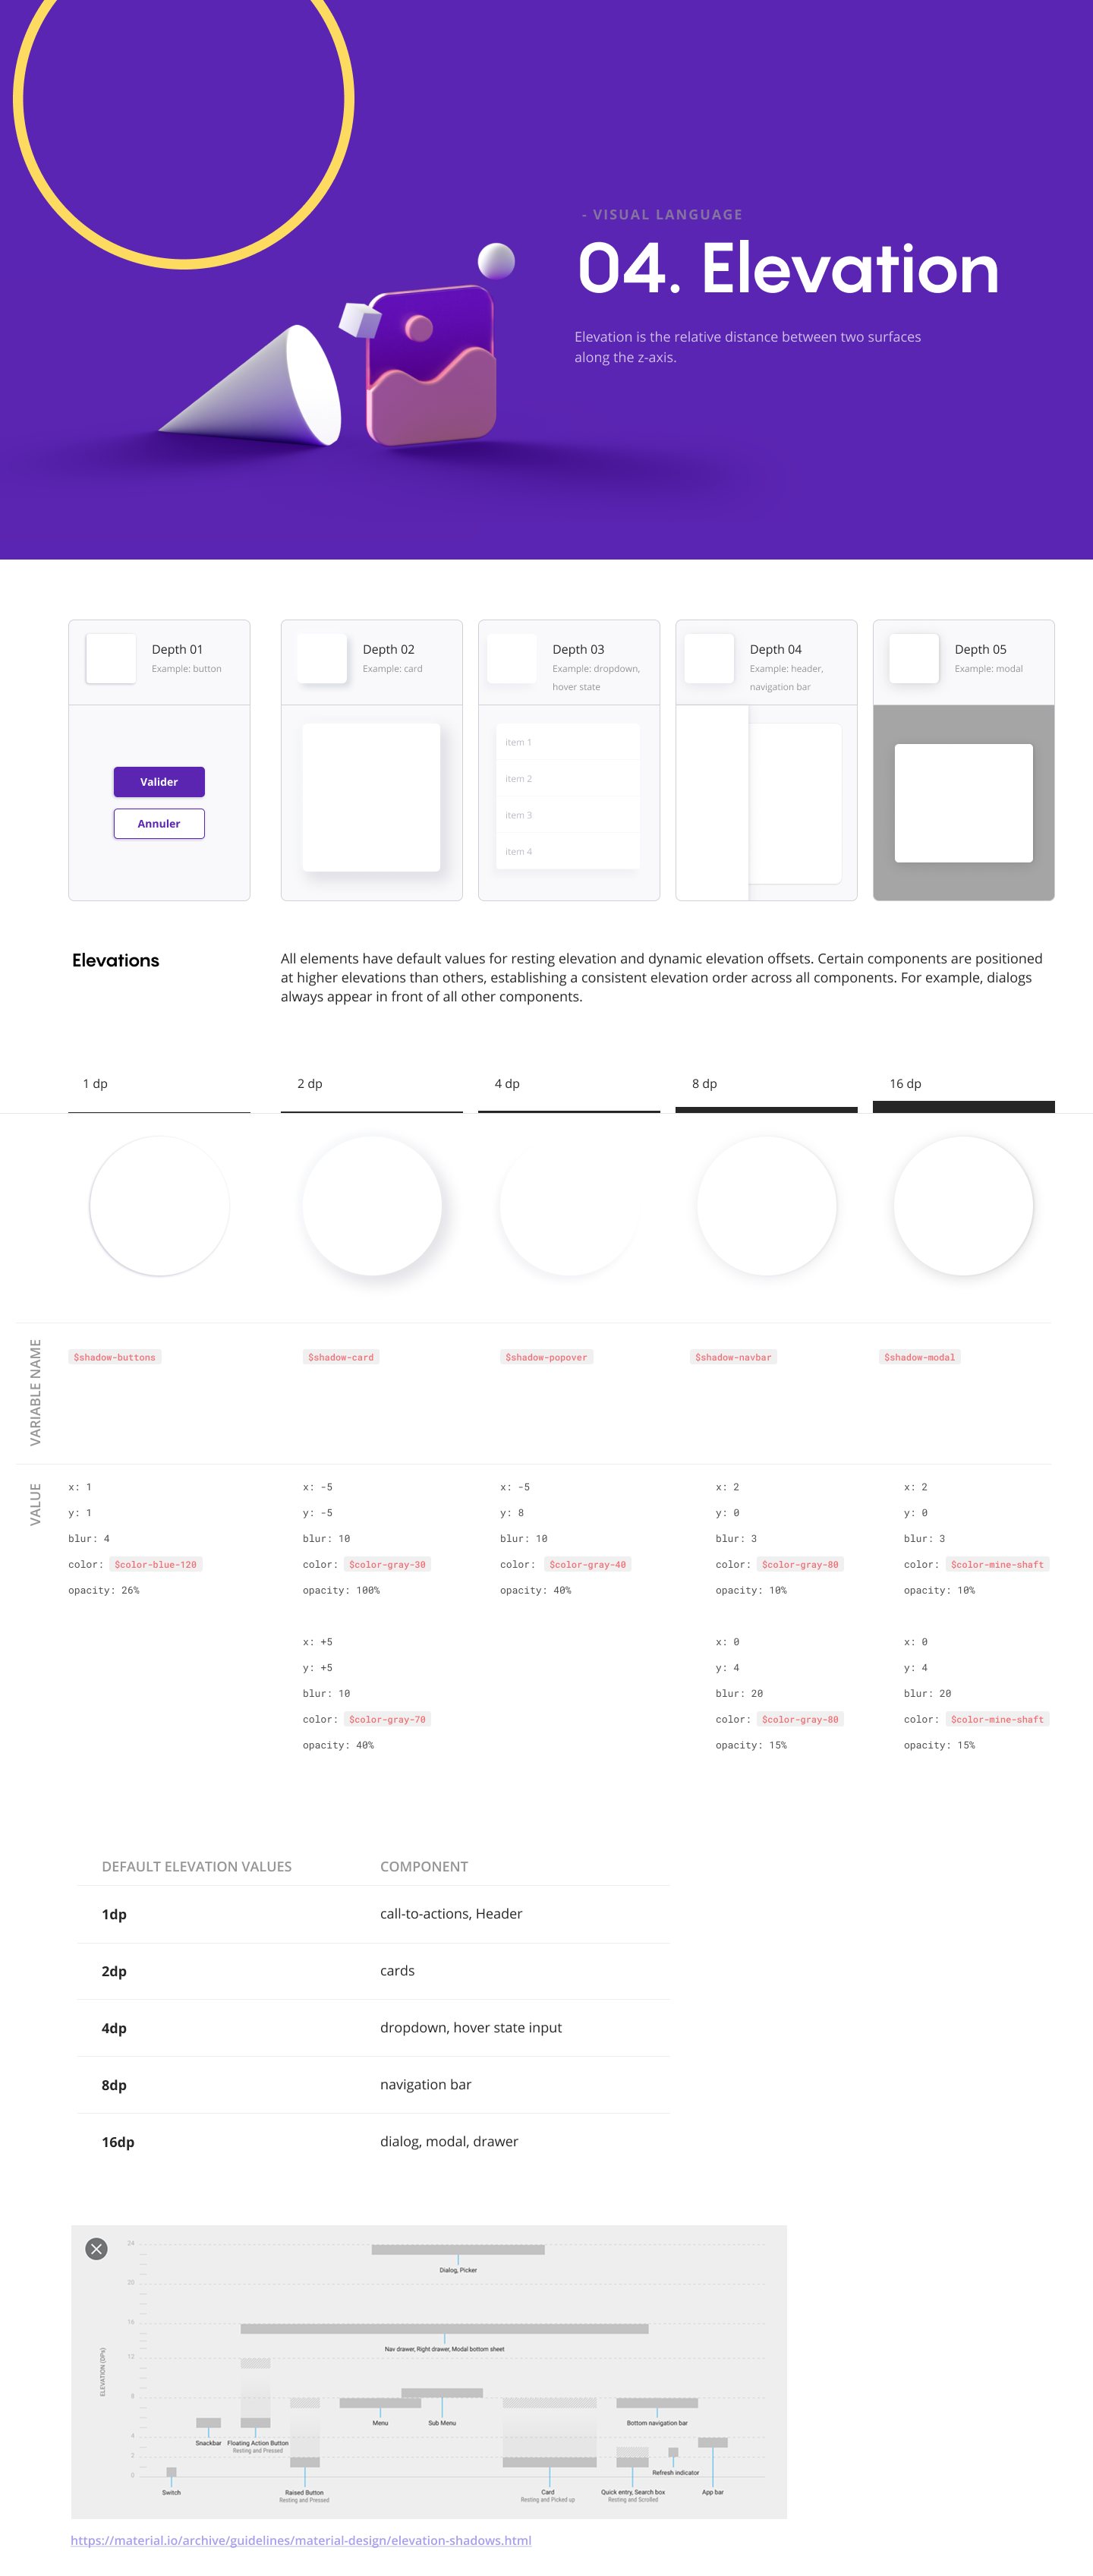 - VISUAL LANGUAGE
04. Elevation
Elevation is the relative distance between two surfaces
along the z-axis.
Depth 01
Example: button
Valider
Annuler
Depth 02
Example: card
Depth 03
Example: dropdown,
hover state
item 1
item 2
item 3
item 4
Depth 04
Example: header,
navigation bar
Depth 05
Example: modal
Elevations
All elements have default values for resting elevation and dynamic elevation offsets. Certain components are positioned
at higher elevations than others, establishing a consistent elevation order across all components. For example, dialogs
always appear in front of all other components.
1 dp
2 dp
4 dp
8 dp
16 dp
VARIABLE NAME
$shadow-buttons
$shadow-card
$shadow-popover
$shadow-navbar
$shadow-modal
VALUE
x: 1
y: 1
blur: 4
color: $color-blue-120
opacity: 26%
x: -5
y: -5
blur: 10
color: $color-gray-30
opacity: 100%
x: +5
y: +5
blur: 10
color: $color-gray-70
opacity: 40%
x: -5
y: 8
blur: 10
color: $color-gray-40
opacity: 40%
x: 2
y: 0
blur: 3
color: $color-gray-80
opacity: 10%
x: 0
y: 4
blur: 20
color: $color-gray-80
opacity: 15%
x: 2
y: 0
blur: 3
color: $color-mine-shaft
opacity: 10%
x: 0
y: 4
blur: 20
color: $color-mine-shaft
opacity: 15%
DEFAULT ELEVATION VALUES
COMPONENT
1dp
call-to-actions, Header
2dp
cards
4dp
dropdown, hover state input
8dp
navigation bar
16dp
dialog, modal, drawer
ELEVATION (DPs)
24
20
16
12
8
4
2
0
Dialog, Picker
Nav drawer, Right drawer, Modal bottom sheet
Menu
Sub Menu
Bottom navigation bar
Snackbar
Floating Action Button
Resting and Pressed
Refresh indicator
Switch
Raised Button
Resting and Pressed
Card
Resting and Picked up
Quick entry, Search box
Resting and Scrolled
App bar
https://material.io/archive/guidelines/material-design/elevation-shadows.html